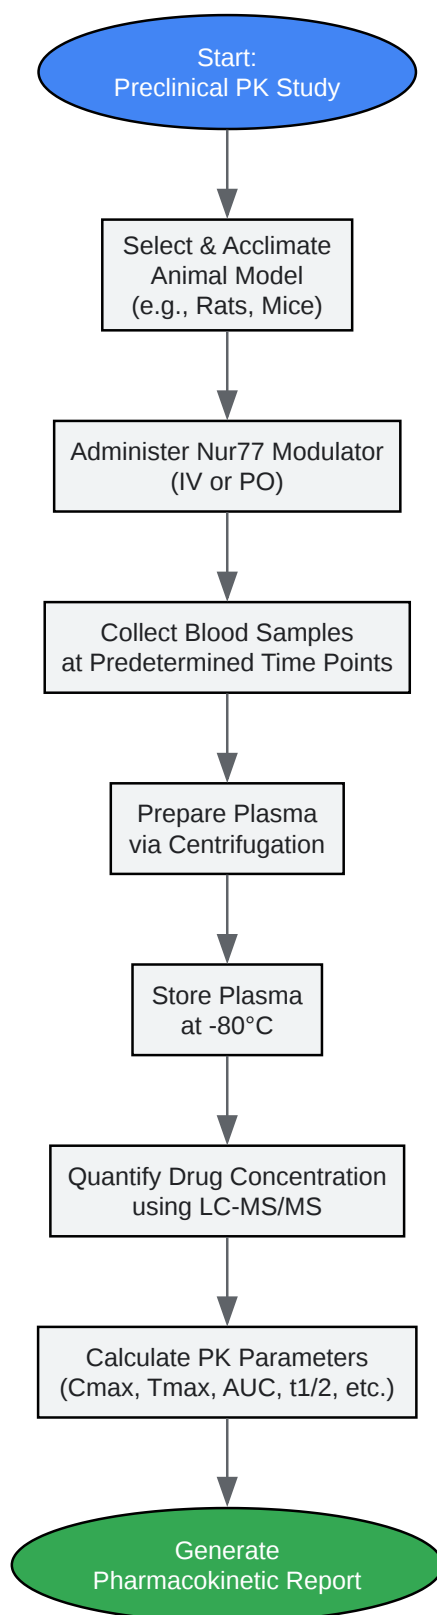 Start:
Preclinical PK Study
Select & Acclimate
Animal Model
(e.g., Rats, Mice)
Administer Nur77 Modulator
(IV or PO)
Collect Blood Samples
at Predetermined Time Points
Prepare Plasma
via Centrifugation
Store Plasma
at -80°C
Quantify Drug Concentration
using LC-MS/MS
Calculate PK Parameters
(Cmax, Tmax, AUC, t1/2, etc.)
Generate
Pharmacokinetic Report